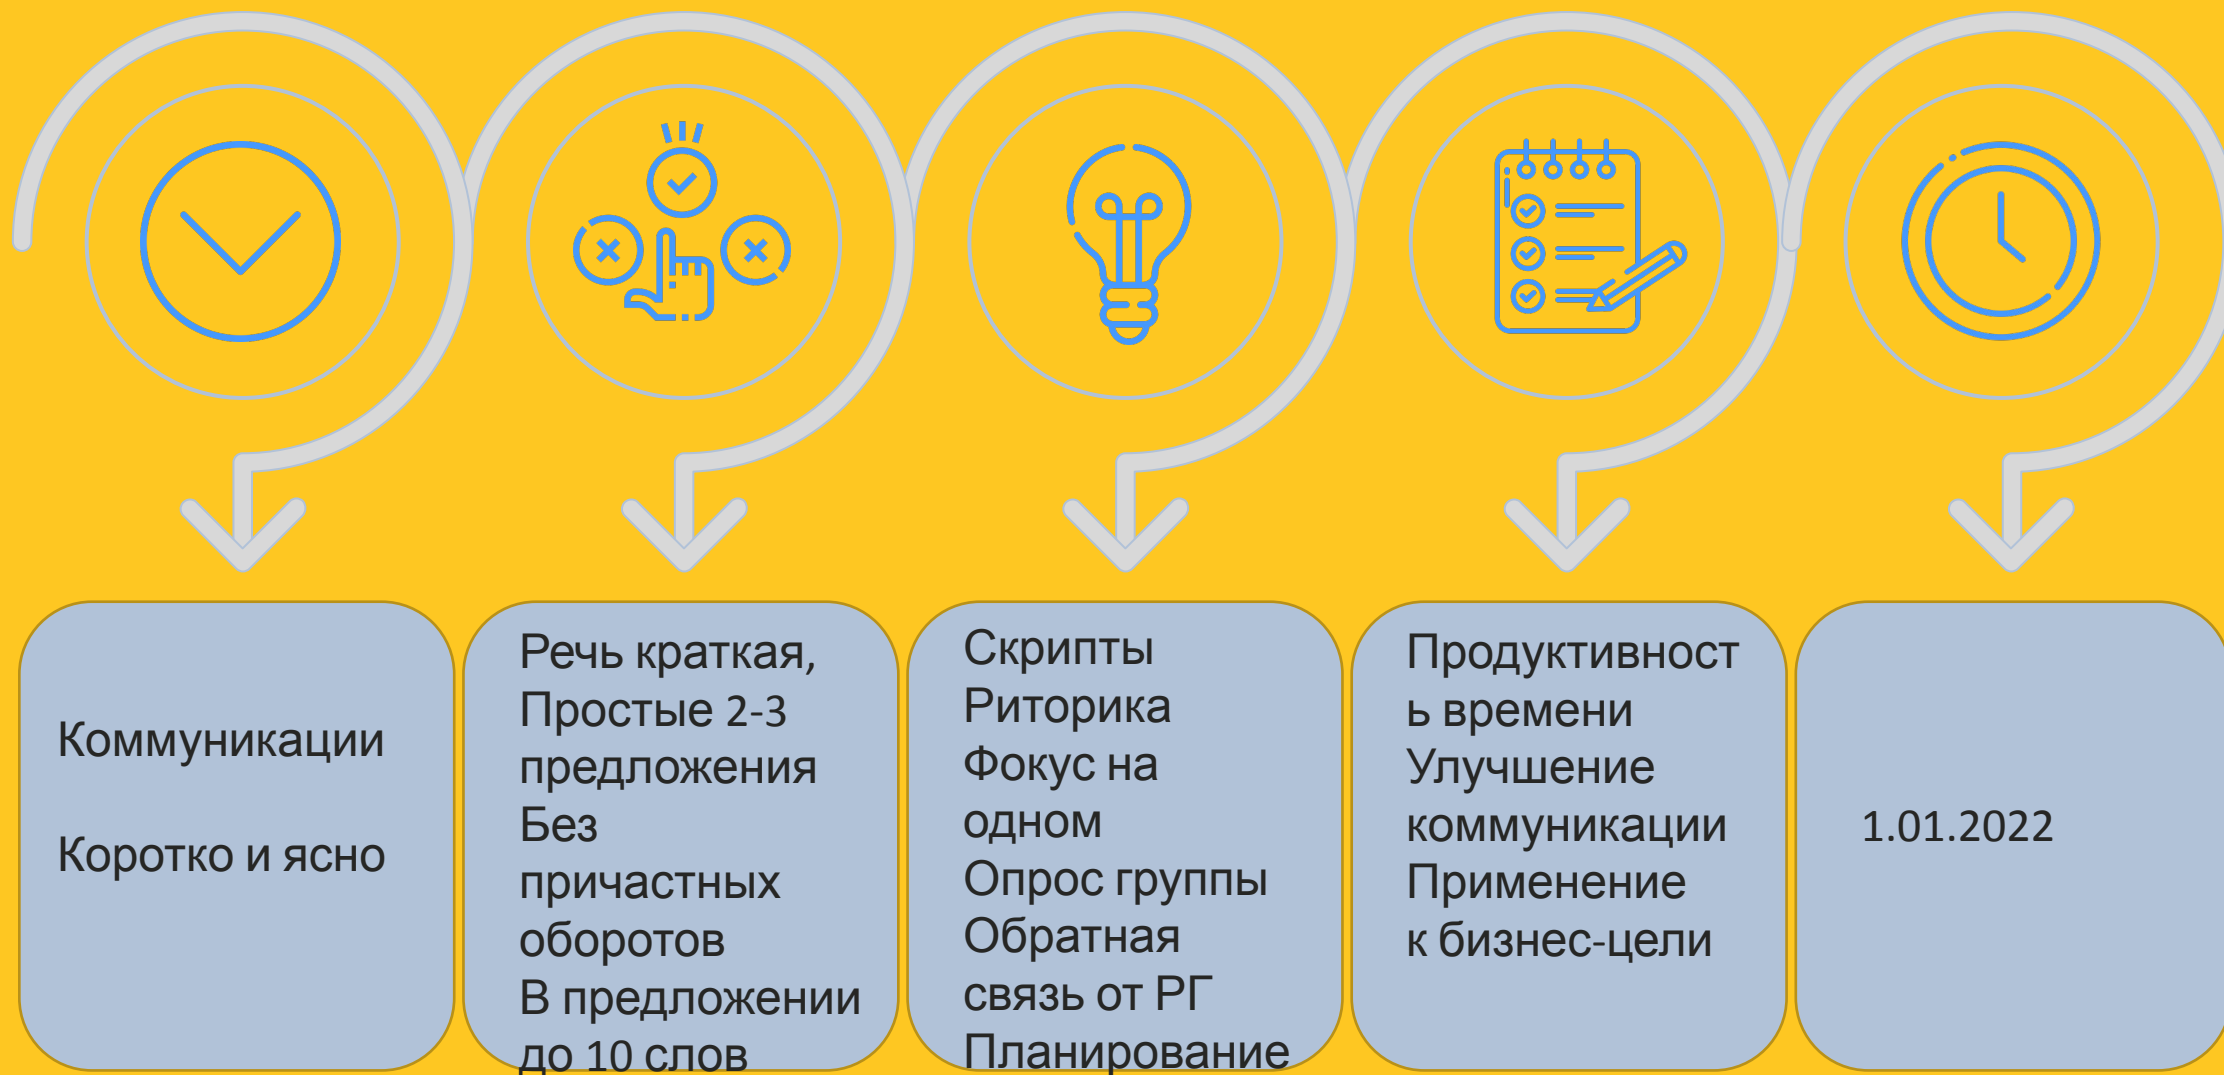 Коммуникации
Коротко и ясно
Речь краткая,
Простые 2-3
предложения
Без
причастных
оборотов
В предложении
до 10 слов
Скрипты
Риторика
Фокус на
одном
Опрос группы
Обратная
связь от РГ
Планирование
Продуктивност
ь времени
Улучшение
коммуникации
Применение
к бизнес-цели
1.01.2022